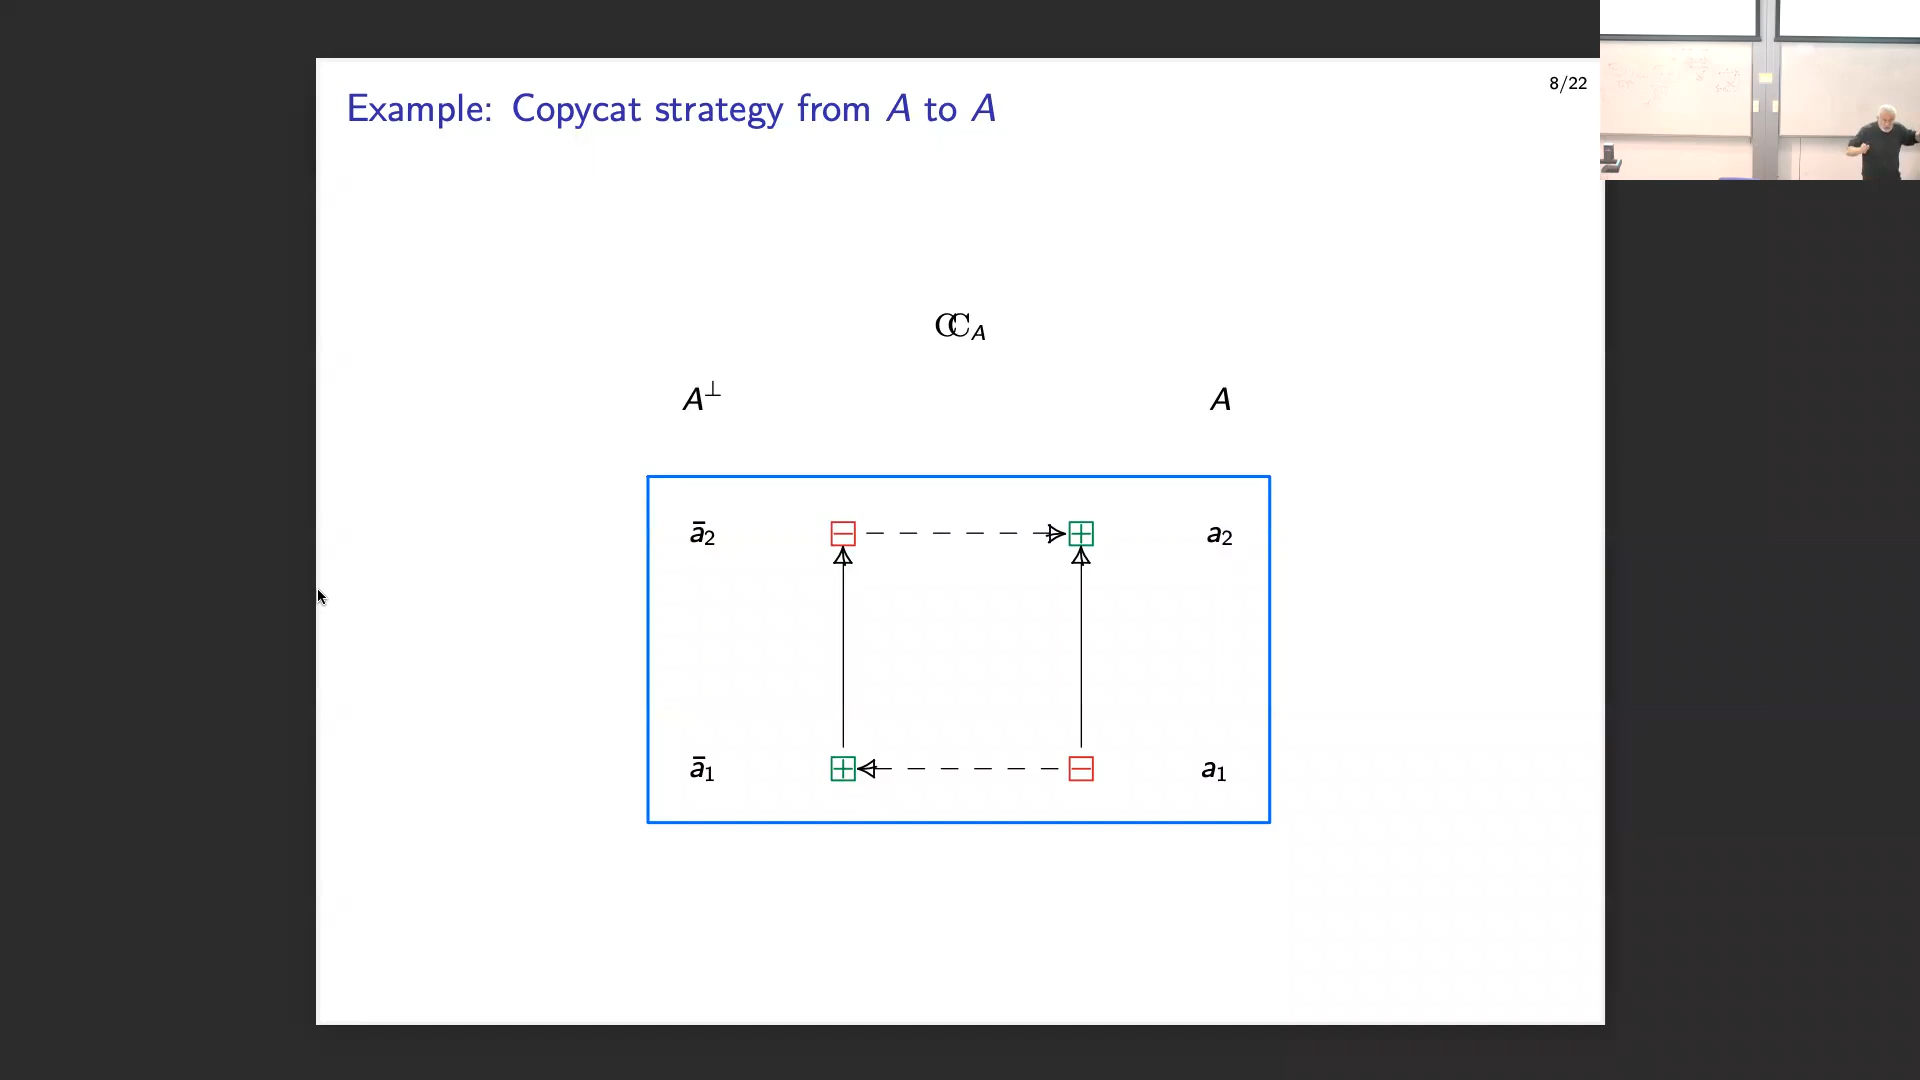 8/22
Example: Copycat strategy from A to A
ℂC_A
A^⊥ A
ā₂ a₂
ā₁ a₁